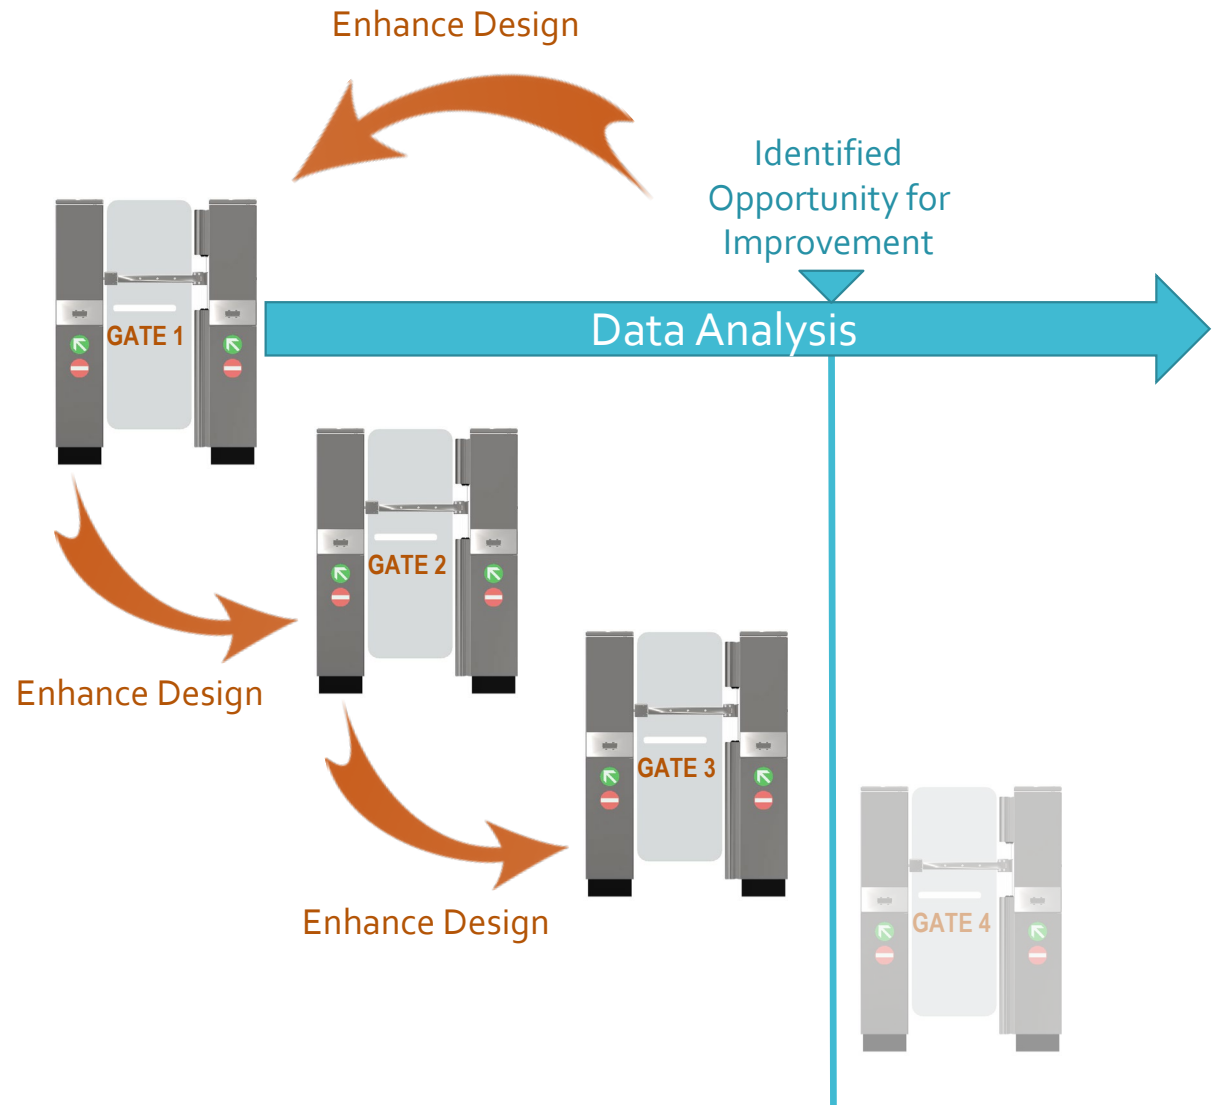 Enhance Design
Identified
Opportunity for
Improvement
Data Analysis
GATE 1
GATE 2
Enhance Design
GATE 3
Enhance Design
GATE 4